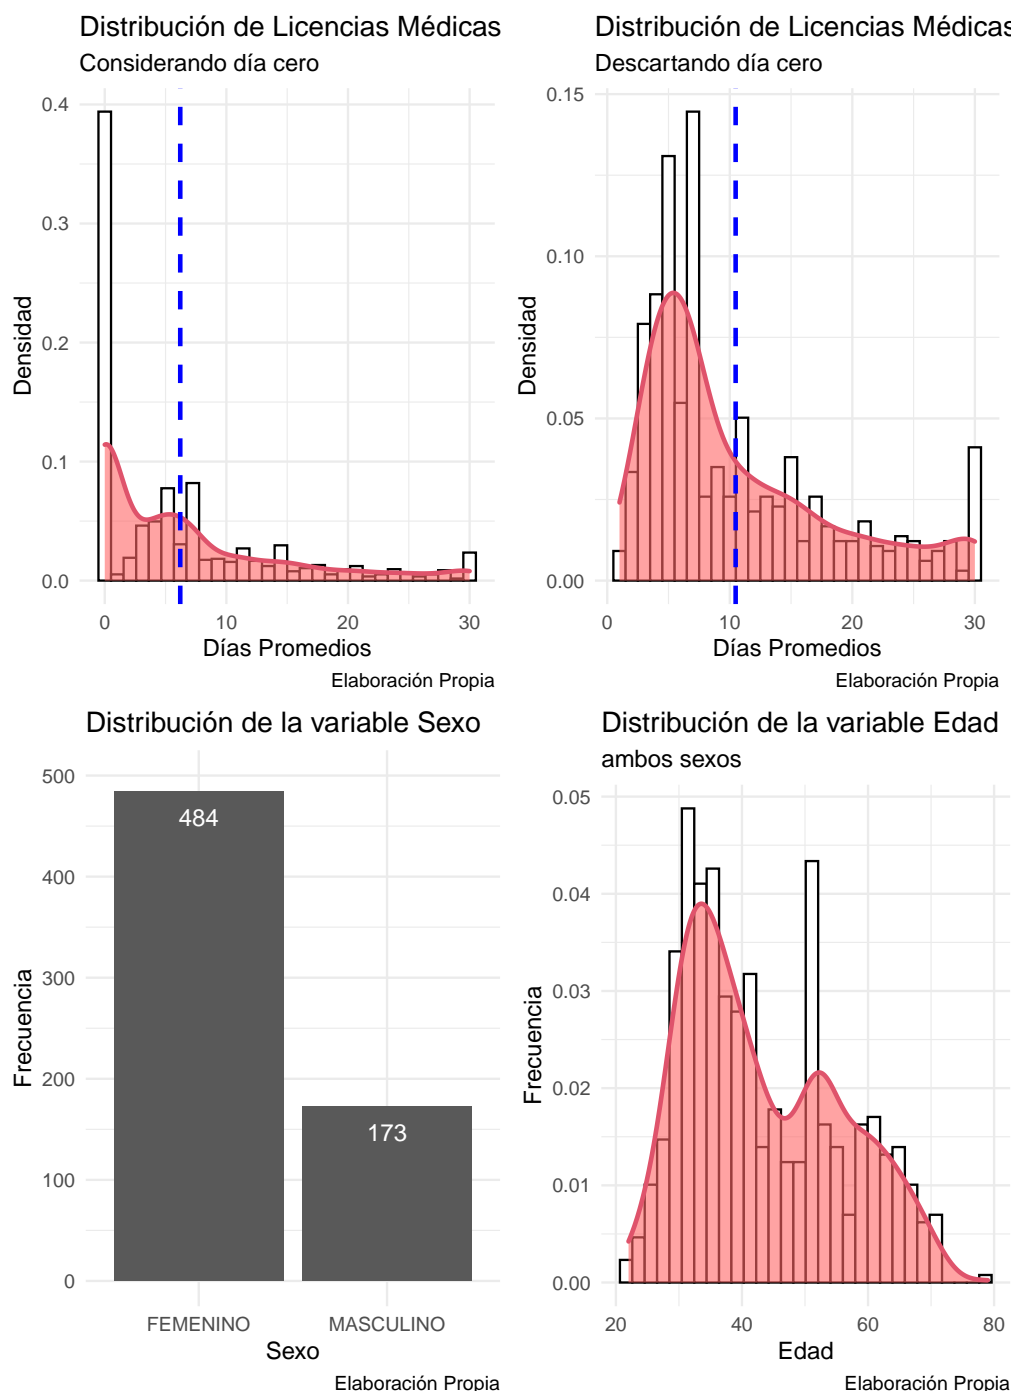 Distribución de Licencias Médicas
Considerando día cero
0.4
0.3
0.2
0.1
0.0
Densidad
0 10 20 30
Días Promedios
Elaboración Propia
Distribución de Licencias Médicas
Descartando día cero
0.15
0.10
0.05
0.00
Densidad
0 10 20 30
Días Promedios
Elaboración Propia
Distribución de la variable Sexo
500
400
300
200
100
0
Frecuencia
484
173
FEMENINO MASCULINO
Sexo
Elaboración Propia
Distribución de la variable Edad
ambos sexos
0.05
0.04
0.03
0.02
0.01
0.00
Frecuencia
20 40 60 80
Edad
Elaboración Propia